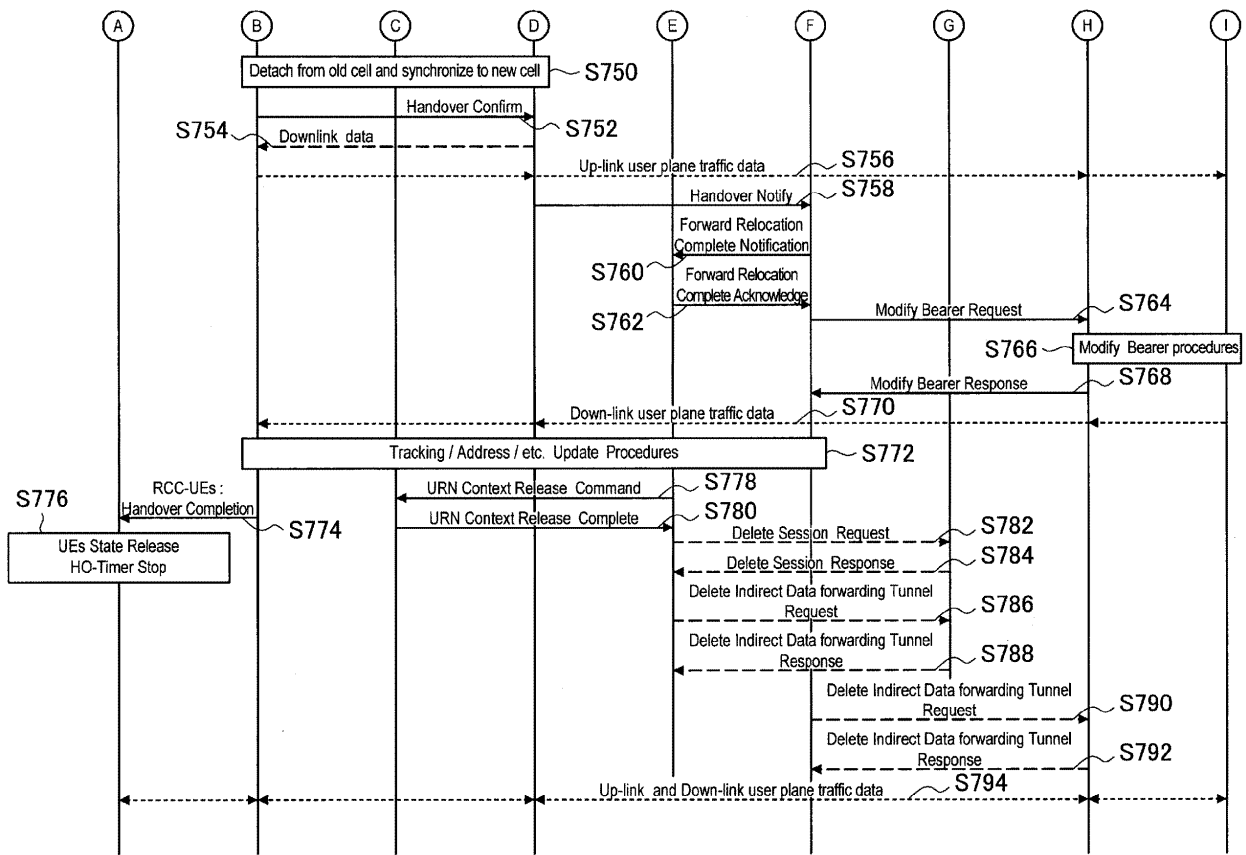 A B C D E F G H I
Detach from old cell and synchronize to new cell
S750
Handover Confirm
S752
S754
Downlink data
Up-link user plane traffic data
S756
Handover Notify
S758
Forward Relocation
Complete Notification
S760
Forward Relocation
Complete Acknowledge
S762
Modify Bearer Request
S764
S766
Modify Bearer procedures
Modify Bearer Response
S768
Down-link user plane traffic data
S770
Tracking / Address / etc. Update Procedures
S772
S776
RCC-UEs :
Handover Completion
S774
URN Context Release Command
S778
URN Context Release Complete
S780
UEs State Release
HO-Timer Stop
Delete Session Request
S782
Delete Session Response
S784
Delete Indirect Data forwarding Tunnel
Request
S786
Delete Indirect Data forwarding Tunnel
Response
S788
Delete Indirect Data forwarding Tunnel
Request
S790
Delete Indirect Data forwarding Tunnel
Response
S792
Up-link and Down-link user plane traffic data
S794